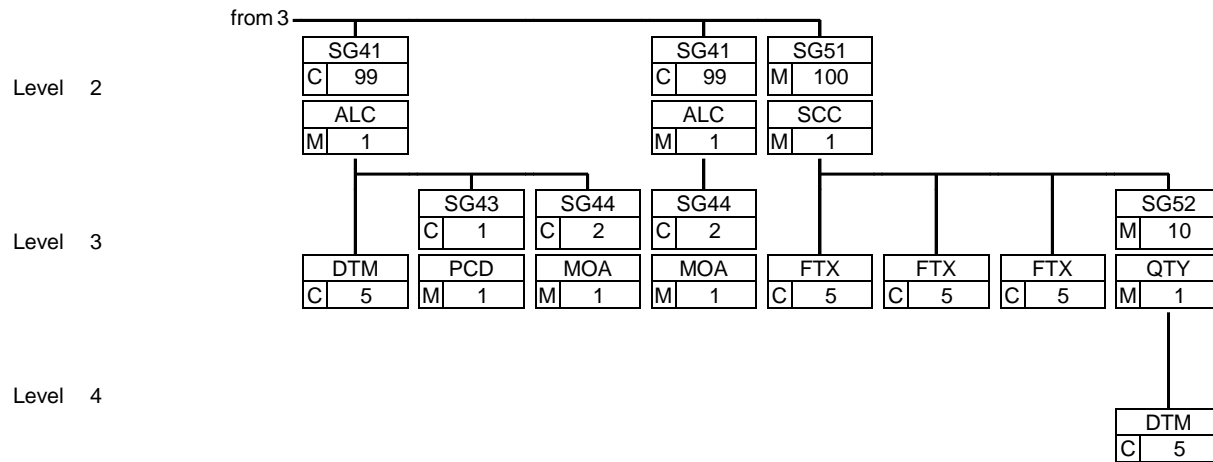 from 3
SG41 SG41 SG51
C 99 C 99 M 100
Level 2
ALC ALC SCC
M 1 M 1 M 1
SG43 SG44 SG44 SG52
C 1 C 2 C 2 M 10
Level 3
DTM PCD MOA MOA FTX FTX FTX QTY
C 5 M 1 M 1 M 1 C 5 C 5 C 5 M 1
Level 4
DTM
C 5